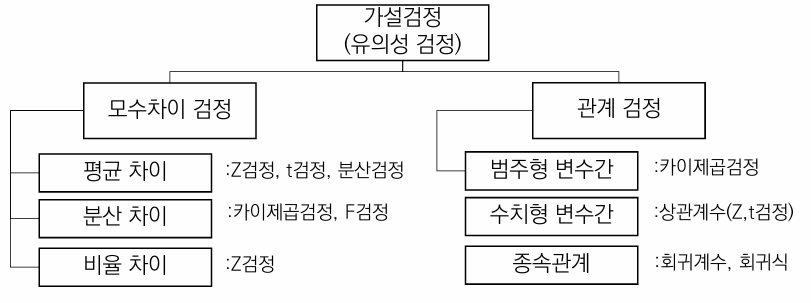 가설검정
(유의성 검정)
모수차이 검정
관계 검정
평균 차이 :Z검정, t검정, 분산검정
분산 차이 :카이제곱검정, F검정
비율 차이 :Z검정
범주형 변수간 :카이제곱검정
수치형 변수간 :상관계수(Z,t검정)
종속관계 :회귀계수, 회귀식